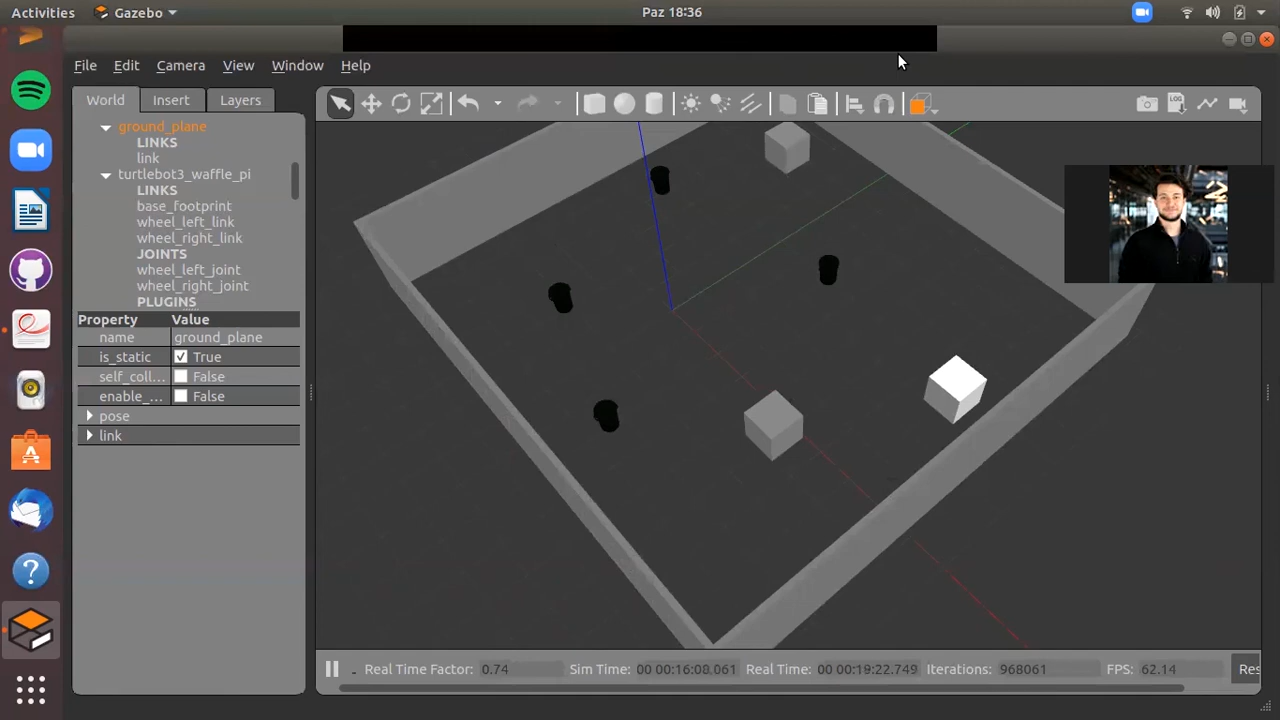 Activities Gazebo Paz 18:36
File Edit Camera View Window Help
World Insert Layers
ground_plane
LINKS
link
turtlebot3_waffle_pi
LINKS
base_footprint
wheel_left_link
wheel_right_link
JOINTS
wheel_left_joint
wheel_right_joint
PLUGINS
Property Value
name ground_plane
is_static True
self_coll... False
enable_... False
pose
link
LOG
Real Time Factor: 0.74 Sim Time: 00 00:16:08.061 Real Time: 00 00:19:22.749 Iterations: 968061 FPS: 62.14 Res